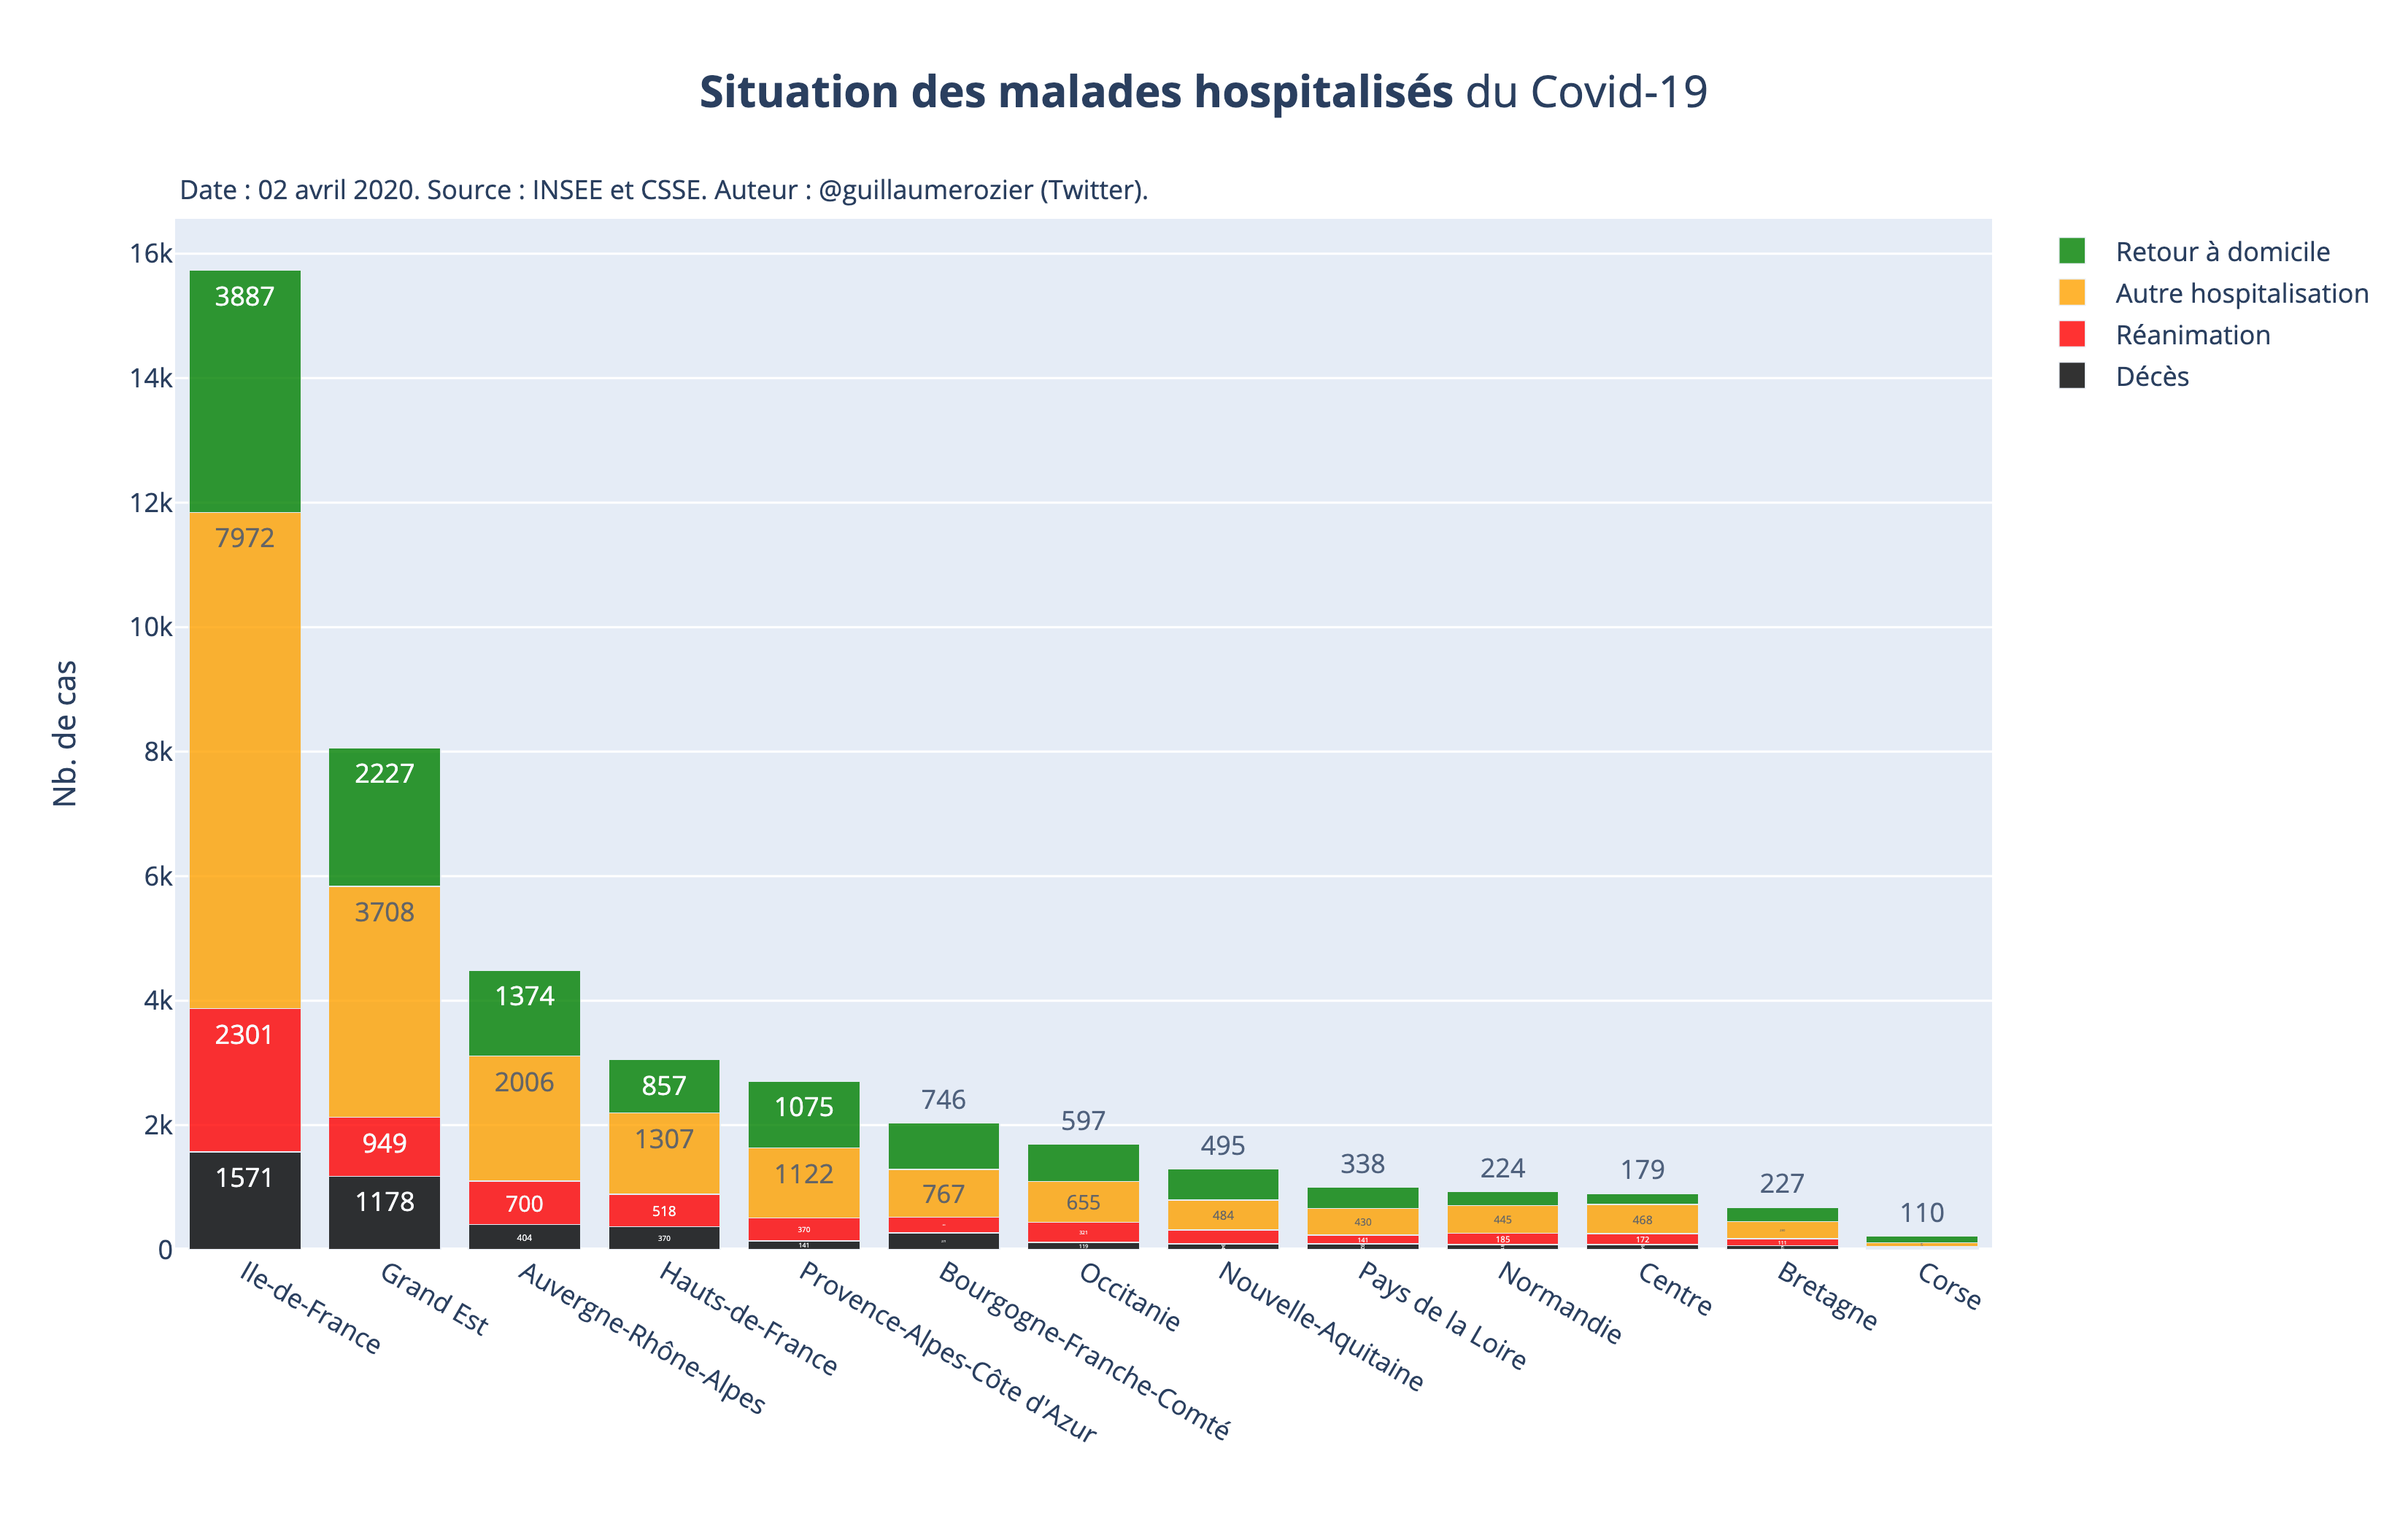 Situation des malades hospitalisés du Covid-19
Date : 02 avril 2020. Source : INSEE et CSSE. Auteur : @guillaumerozier (Twitter).
Retour à domicile
Autre hospitalisation
Réanimation
Décès
Nb. de cas
16k
14k
12k
10k
8k
6k
4k
2k
0
3887
7972
2301
1571
2227
3708
949
1178
1374
2006
700
404
857
1307
518
370
1075
1122
370
141
746
767
597
655
321
119
495
484
338
430
141
224
445
185
179
468
172
227
111
110
Ile-de-France
Grand Est
Auvergne-Rhône-Alpes
Hauts-de-France
Provence-Alpes-Côte d'Azur
Bourgogne-Franche-Comté
Occitanie
Nouvelle-Aquitaine
Pays de la Loire
Normandie
Centre
Bretagne
Corse